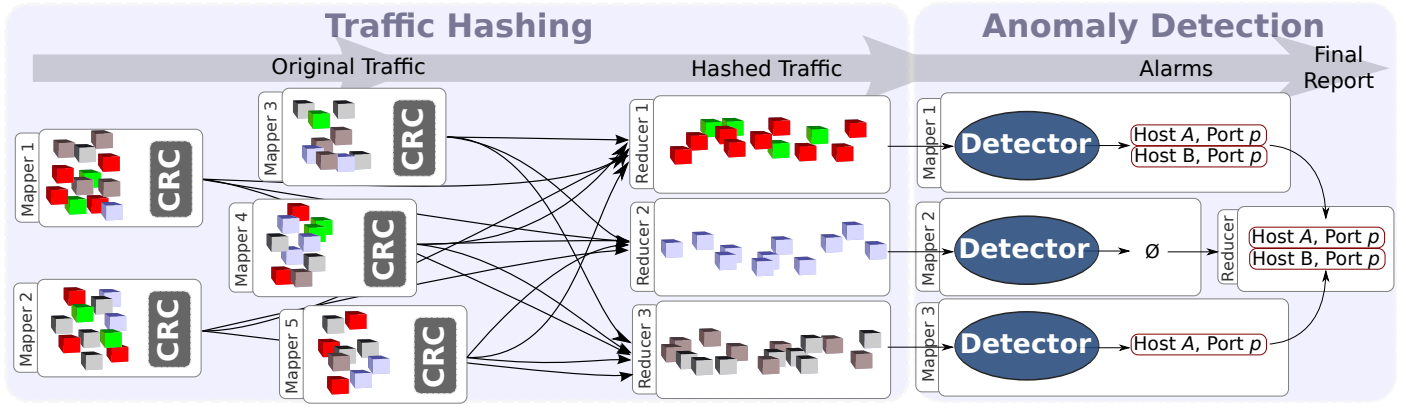 Traffic Hashing
Anomaly Detection
Original Traffic
Hashed Traffic
Alarms
Final
Report
Mapper 1
CRC
Mapper 2
CRC
Mapper 3
CRC
Mapper 4
CRC
Mapper 5
CRC
Reducer 1
Reducer 2
Reducer 3
Mapper 1
Detector
Host A, Port p
Host B, Port p
Mapper 2
Detector
Ø
Mapper 3
Detector
Host A, Port p
Reducer
Host A, Port p
Host B, Port p